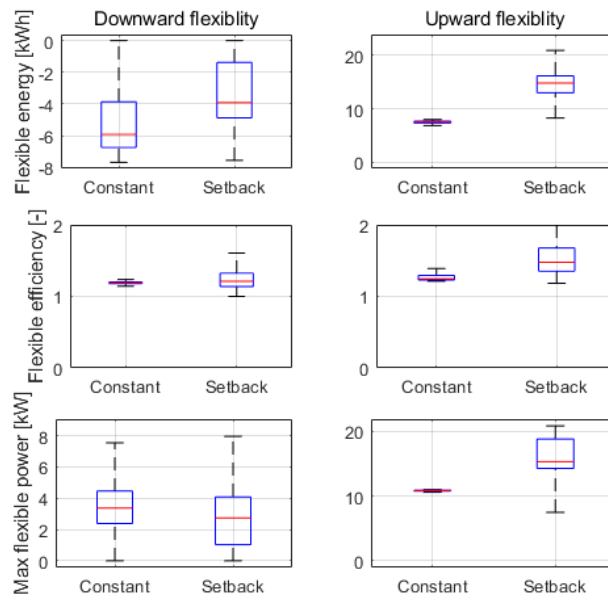 Downward flexiblity
Upward flexiblity
Flexible energy [kWh]
0
-2
-4
-6
-8
Constant
Setback
20
10
0
Constant
Setback
Flexible efficiency [-]
2
1
0
Constant
Setback
2
1
0
Constant
Setback
Max flexible power [kW]
8
6
4
2
0
Constant
Setback
20
10
0
Constant
Setback